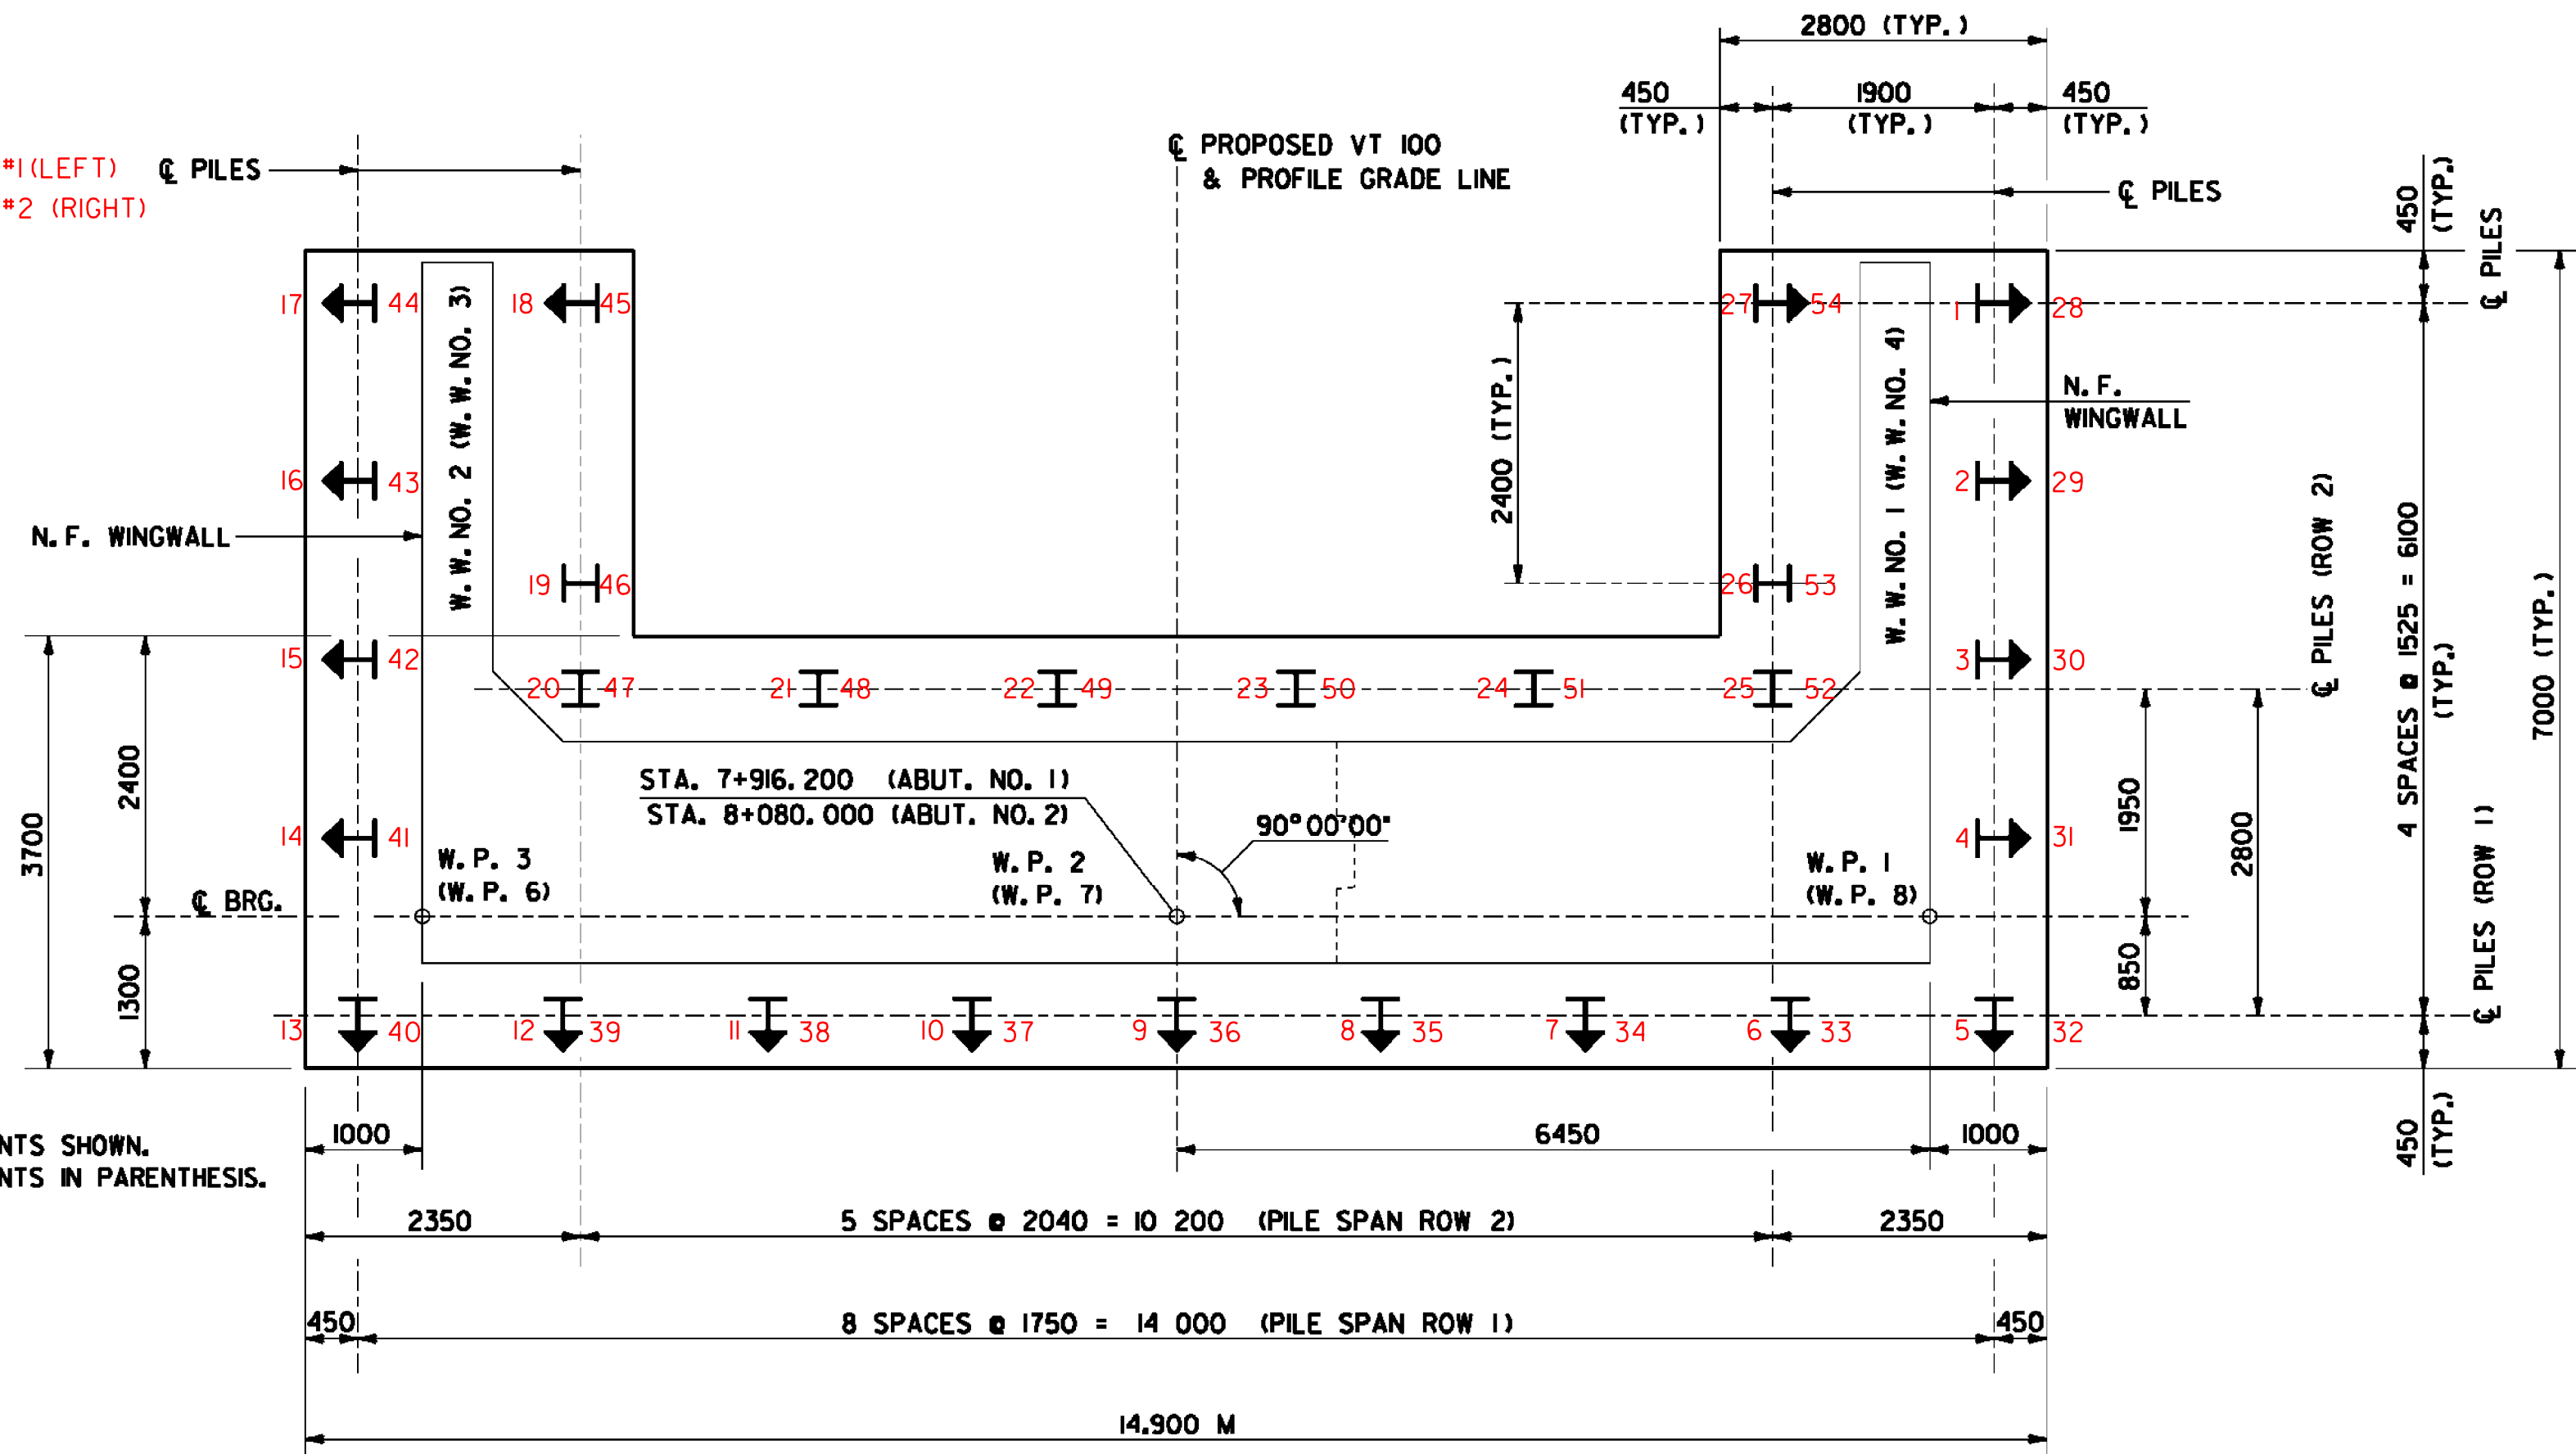 2800 (TYP.)
450 (TYP.)
1900 (TYP.)
450 (TYP.)
#1(LEFT)
#2 (RIGHT)
℄ PILES
℄ PROPOSED VT 100
& PROFILE GRADE LINE
℄ PILES
450 (TYP.)
℄ PILES
17 44
18 45
27 54
1 28
W.W. NO. 2 (W.W. NO. 3)
W.W. NO. 1 (W.W. NO. 4)
2400 (TYP.)
N.F.
WINGWALL
16 43
2 29
N.F. WINGWALL
19 46
26 53
℄ PILES (ROW 2)
4 SPACES @ 1525 = 6100
(TYP.)
7000 (TYP.)
15 42
3 30
20 47
21 48
22 49
23 50
24 51
25 52
3700
2400
STA. 7+916.200 (ABUT. NO. 1)
STA. 8+080.000 (ABUT. NO. 2)
90°00'00"
1950
2800
14 41
4 31
W.P. 3
(W.P. 6)
W.P. 2
(W.P. 7)
W.P. 1
(W.P. 8)
℄ BRG.
℄ PILES (ROW 1)
1300
850
13 40
12 39
11 38
10 37
9 36
8 35
7 34
6 33
5 32
450 (TYP.)
NTS SHOWN.
NTS IN PARENTHESIS.
1000
6450
1000
2350
5 SPACES @ 2040 = 10 200 (PILE SPAN ROW 2)
2350
450
8 SPACES @ 1750 = 14 000 (PILE SPAN ROW 1)
450
14.900 M